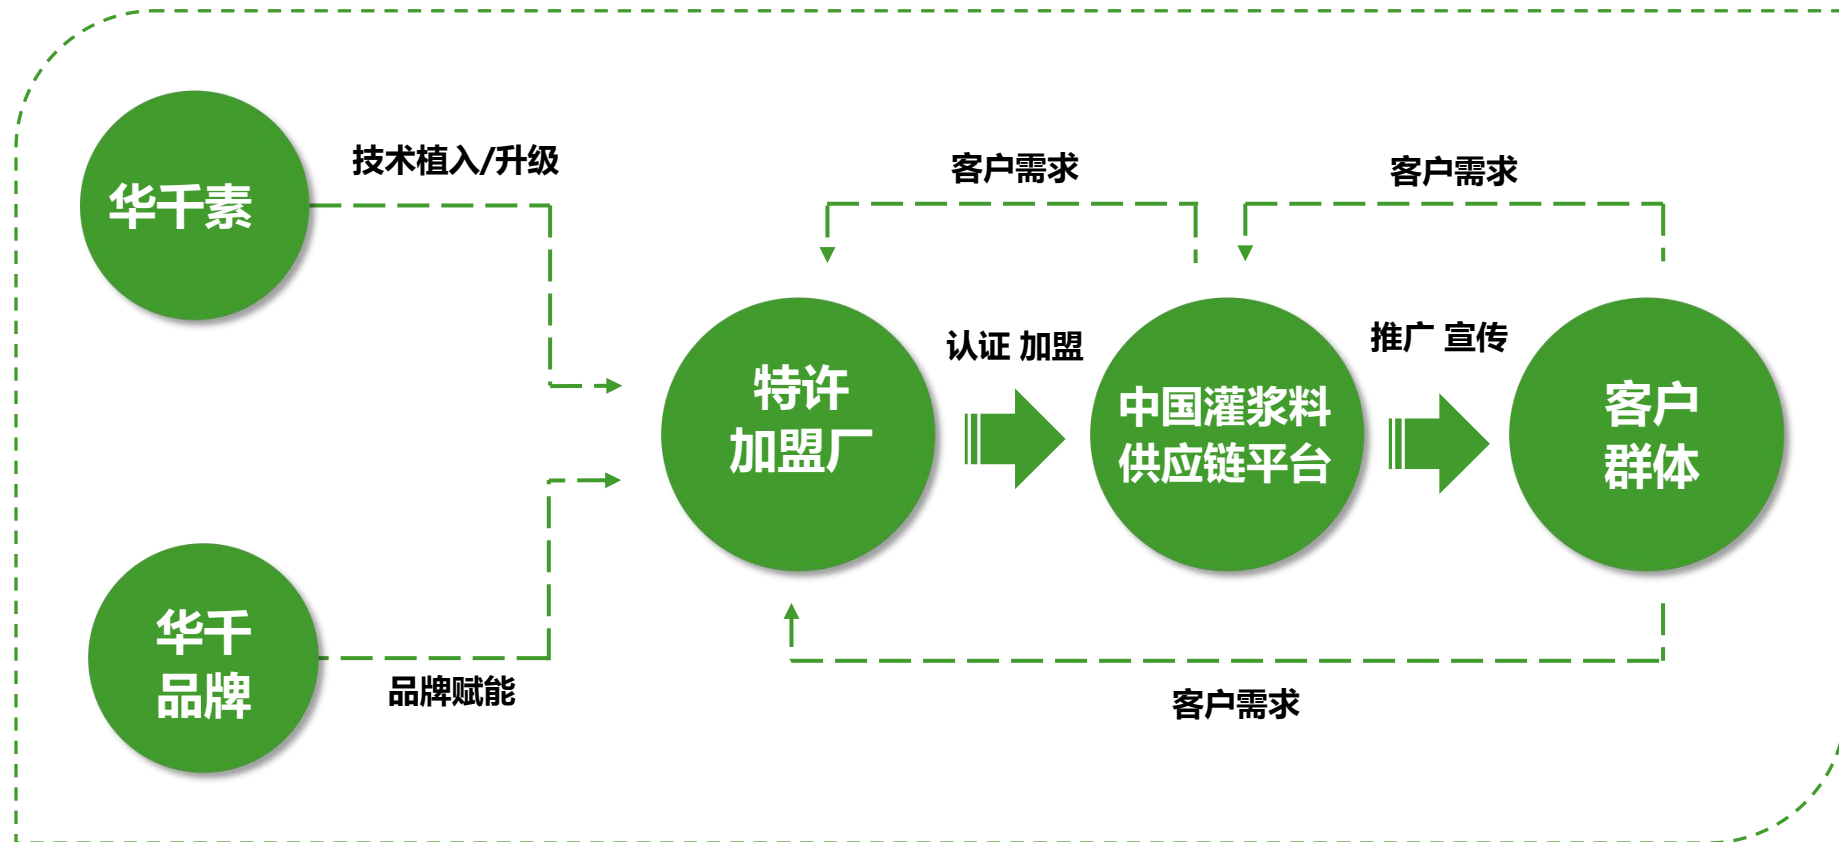 华千素
技术植入/升级
客户需求
客户需求
特许
加盟厂
认证 加盟
中国灌浆料
供应链平台
推广 宣传
客户
群体
华千
品牌
品牌赋能
客户需求